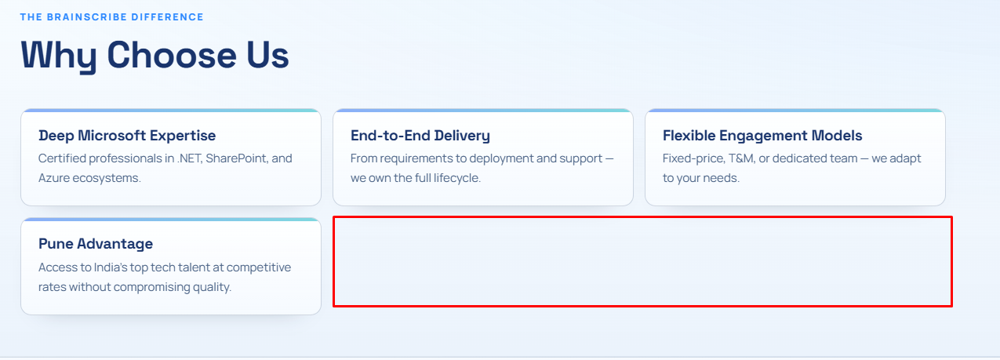 THE BRAINSCRIBE DIFFERENCE
Why Choose Us
Deep Microsoft Expertise
Certified professionals in .NET, SharePoint, and
Azure ecosystems.
End-to-End Delivery
From requirements to deployment and support —
we own the full lifecycle.
Flexible Engagement Models
Fixed-price, T&M, or dedicated team — we adapt
to your needs.
Pune Advantage
Access to India's top tech talent at competitive
rates without compromising quality.